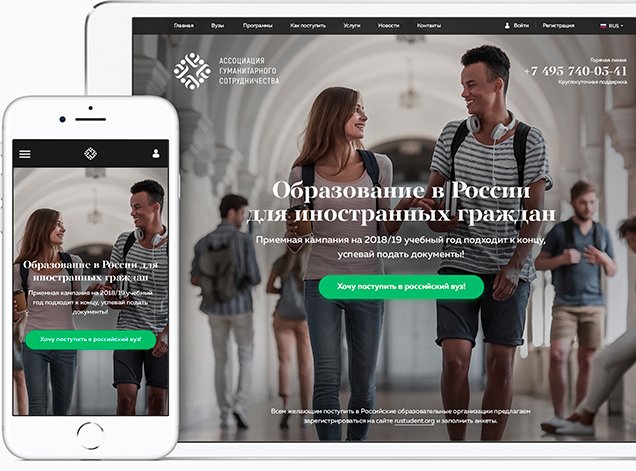 Главная Вузы Программы Как поступить Услуги Новости Контакты Войти Регистрация RUS
АССОЦИАЦИЯ
ГУМАНИТАРНОГО
СОТРУДНИЧЕСТВА
Горячая линия
+7 495 740-05-41
Круглосуточная поддержка
Образование в России
для иностранных граждан
Приемная кампания на 2018/19 учебный год подходит к концу,
успевай подать документы!
Хочу поступить в российский вуз!
Всем желающим поступить в Российские образовательные организации предлагаем
зарегистрироваться на сайте rustudent.org и заполнить анкеты.
Образование в России для
иностранных граждан
Приемная кампания на 2018/19 учебный
год подходит к концу, успевай подать
документы!
Хочу поступить в российский вуз!